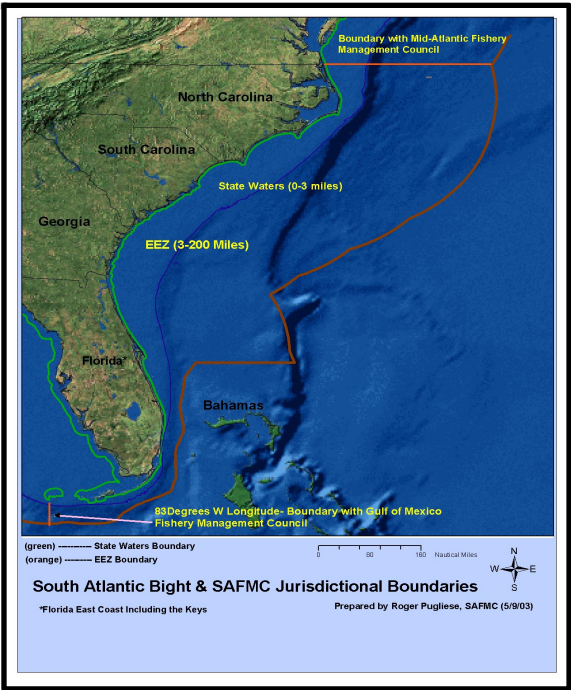 Boundary with Mid-Atlantic Fishery
Management Council
North Carolina
South Carolina
State Waters (0-3 miles)
Georgia
EEZ (3-200 Miles)
Florida*
Bahamas
83Degrees W Longitude- Boundary with Gulf of Mexico
Fishery Management Council
(green) ----------- State Waters Boundary
(orange) --------- EEZ Boundary
0 80 160 Nautical Miles
N
W E
S
South Atlantic Bight & SAFMC Jurisdictional Boundaries
*Florida East Coast Including the Keys
Prepared by Roger Pugliese, SAFMC (5/9/03)